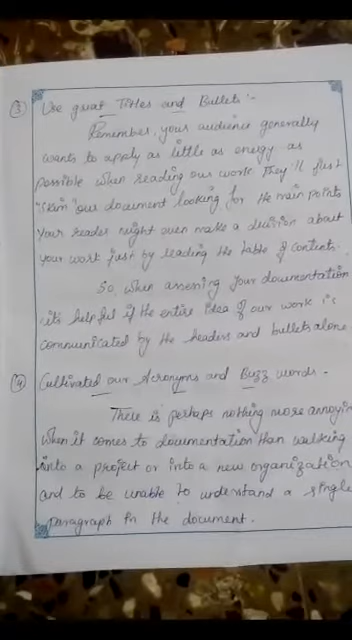 ③ Use great Titles and Bullets :-
Remember, your audience generally
wants to apply as little as energy as
possible when reading our work. They'll just
"skim" our document looking for the main points
Your reader might even make a decision about
your work just by reading the table of contents.
So, when assessing your documentation
it's helpful if the entire idea of our work is
communicated by the headers and bullets alone
④ Cultivated our Acronyms and Buzz words -
There is perhaps nothing more annoyin
when it comes to documentation than walking
into a project or into a new organization
and to be unable to understand a single
paragraph in the document.